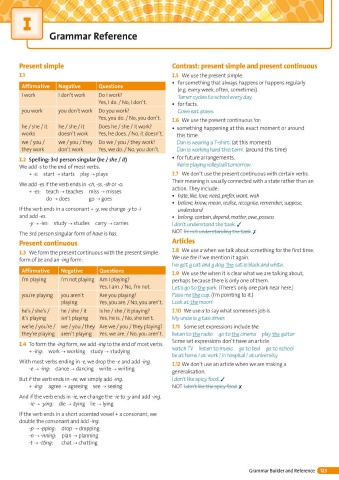 I
Grammar Reference
Present simple
1.1
Affirmative Negative Questions
I work I don't work Do I work?
Yes, I do. / No, I don't.
you work you don't work Do you work?
Yes, you do. / No, you don't.
he / she / it he / she / it Does he / she / it work?
works doesn't work Yes, he does. / No, it doesn't.
we / you / we / you / they Do we / you / they work?
they work don't work Yes, we do. / No, you don't.
1.2 Spelling: 3rd person singular (he / she / it)
We add -s to the end of most verbs.
+ -s: start → starts play → plays
We add -es if the verb ends in -ch, -ss, -sh or -o.
+ -es: teach → teaches miss → misses
do → does go → goes
If the verb ends in a consonant + -y, we change -y to -i
and add -es.
-y → -ies study → studies carry → carries
The 3rd person singular form of have is has.
Present continuous
1.3 We form the present continuous with the present simple
form of be and an -ing form.
Affirmative Negative Questions
I'm playing I'm not playing Am I playing?
Yes, I am. / No, I'm not.
you're playing you aren't Are you playing?
playing Yes, you are. / No, you aren't.
he's / she's / he / she / it Is he / she / it playing?
it's playing isn't playing Yes, he is. / No, she isn't.
we're / you're / we / you / they Are we / you / they playing?
they're playing aren't playing Yes, we are. / No, you aren't.
1.4 To form the -ing form, we add -ing to the end of most verbs.
+ -ing: work → working study → studying
With most verbs ending in -e, we drop the -e and add -ing.
-e → -ing: dance → dancing write → writing
But if the verb ends in -ee, we simply add -ing.
+ -ing: agree → agreeing see → seeing
And if the verb ends in -ie, we change the -ie to -y and add -ing.
-ie → -ying: die → dying lie → lying
If the verb ends in a short accented vowel + a consonant, we
double the consonant and add -ing.
-p → -pping: drop → dropping
-n → -nning: plan → planning
-t → -tting: chat → chatting
Contrast: present simple and present continuous
1.5 We use the present simple:
• for something that always happens or happens regularly
(e.g. every week, often, sometimes).
Tamer cycles to school every day.
• for facts.
Cows eat grass.
1.6 We use the present continuous for:
• something happening at this exact moment or around
this time.
Dan is wearing a T-shirt. (at this moment)
Dan is working hard this term. (around this time)
• for future arrangements.
We're playing volleyball tomorrow.
1.7 We don't use the present continuous with certain verbs.
Their meaning is usually connected with a state rather than an
action. They include:
• hate, like, love, need, prefer, want, wish
• believe, know, mean, realise, recognise, remember, suppose,
understand
• belong, contain, depend, matter, owe, possess
I don't understand the task. ✓
NOT I'm not understanding the task. ✗
Articles
1.8 We use a when we talk about something for the first time.
We use the if we mention it again.
I've got a cat and a dog. The cat is black and white.
1.9 We use the when it is clear what we are talking about,
perhaps because there is only one of them.
Let's go to the park. (There's only one park near here.)
Pass me the cup. (I'm pointing to it.)
Look at the moon!
1.10 We use a to say what someone's job is.
My uncle is a taxi driver.
1.11 Some set expressions include the:
listen to the radio go to the cinema play the guitar
Some set expressions don't have an article:
watch TV listen to music go to bed go to school
be at home / at work / in hospital / at university
1.12 We don't use an article when we are making a
generalisation.
I don't like spicy food. ✓
NOT I don't like the spicy food. ✗
Grammar Builder and Reference 123